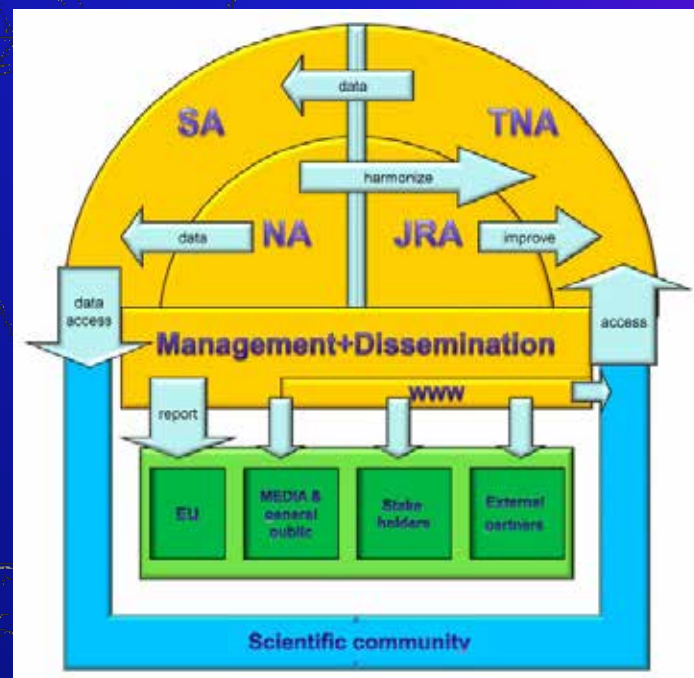 data
SA
TNA
harmonize
data
NA
JRA
improve
data
access
access
Management+Dissemination
www
report
EU
MEDIA &
general
public
Stake
holders
External
partners
Scientific community